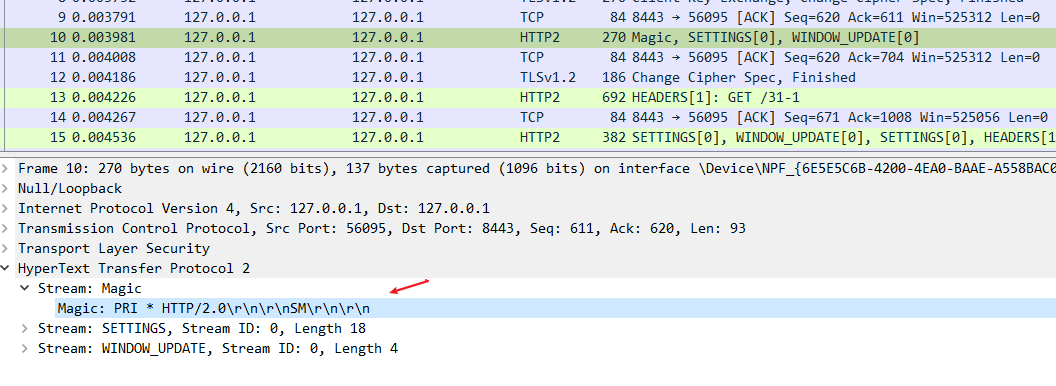 9 0.003791 127.0.0.1 127.0.0.1 TCP 84 8443 → 56095 [ACK] Seq=620 Ack=611 Win=525312 Len=0
10 0.003981 127.0.0.1 127.0.0.1 HTTP2 270 Magic, SETTINGS[0], WINDOW_UPDATE[0]
11 0.004008 127.0.0.1 127.0.0.1 TCP 84 8443 → 56095 [ACK] Seq=620 Ack=704 Win=525312 Len=0
12 0.004186 127.0.0.1 127.0.0.1 TLSv1.2 186 Change Cipher Spec, Finished
13 0.004226 127.0.0.1 127.0.0.1 HTTP2 692 HEADERS[1]: GET /31-1
14 0.004267 127.0.0.1 127.0.0.1 TCP 84 8443 → 56095 [ACK] Seq=671 Ack=1008 Win=525056 Len=0
15 0.004536 127.0.0.1 127.0.0.1 HTTP2 382 SETTINGS[0], WINDOW_UPDATE[0], SETTINGS[0], HEADERS[1
Frame 10: 270 bytes on wire (2160 bits), 137 bytes captured (1096 bits) on interface \Device\NPF_{6E5E5C6B-4200-4EA0-BAAE-A558BAC0
Null/Loopback
Internet Protocol Version 4, Src: 127.0.0.1, Dst: 127.0.0.1
Transmission Control Protocol, Src Port: 56095, Dst Port: 8443, Seq: 611, Ack: 620, Len: 93
Transport Layer Security
HyperText Transfer Protocol 2
Stream: Magic
Magic: PRI * HTTP/2.0\r\n\r\nSM\r\n\r\n
Stream: SETTINGS, Stream ID: 0, Length 18
Stream: WINDOW_UPDATE, Stream ID: 0, Length 4